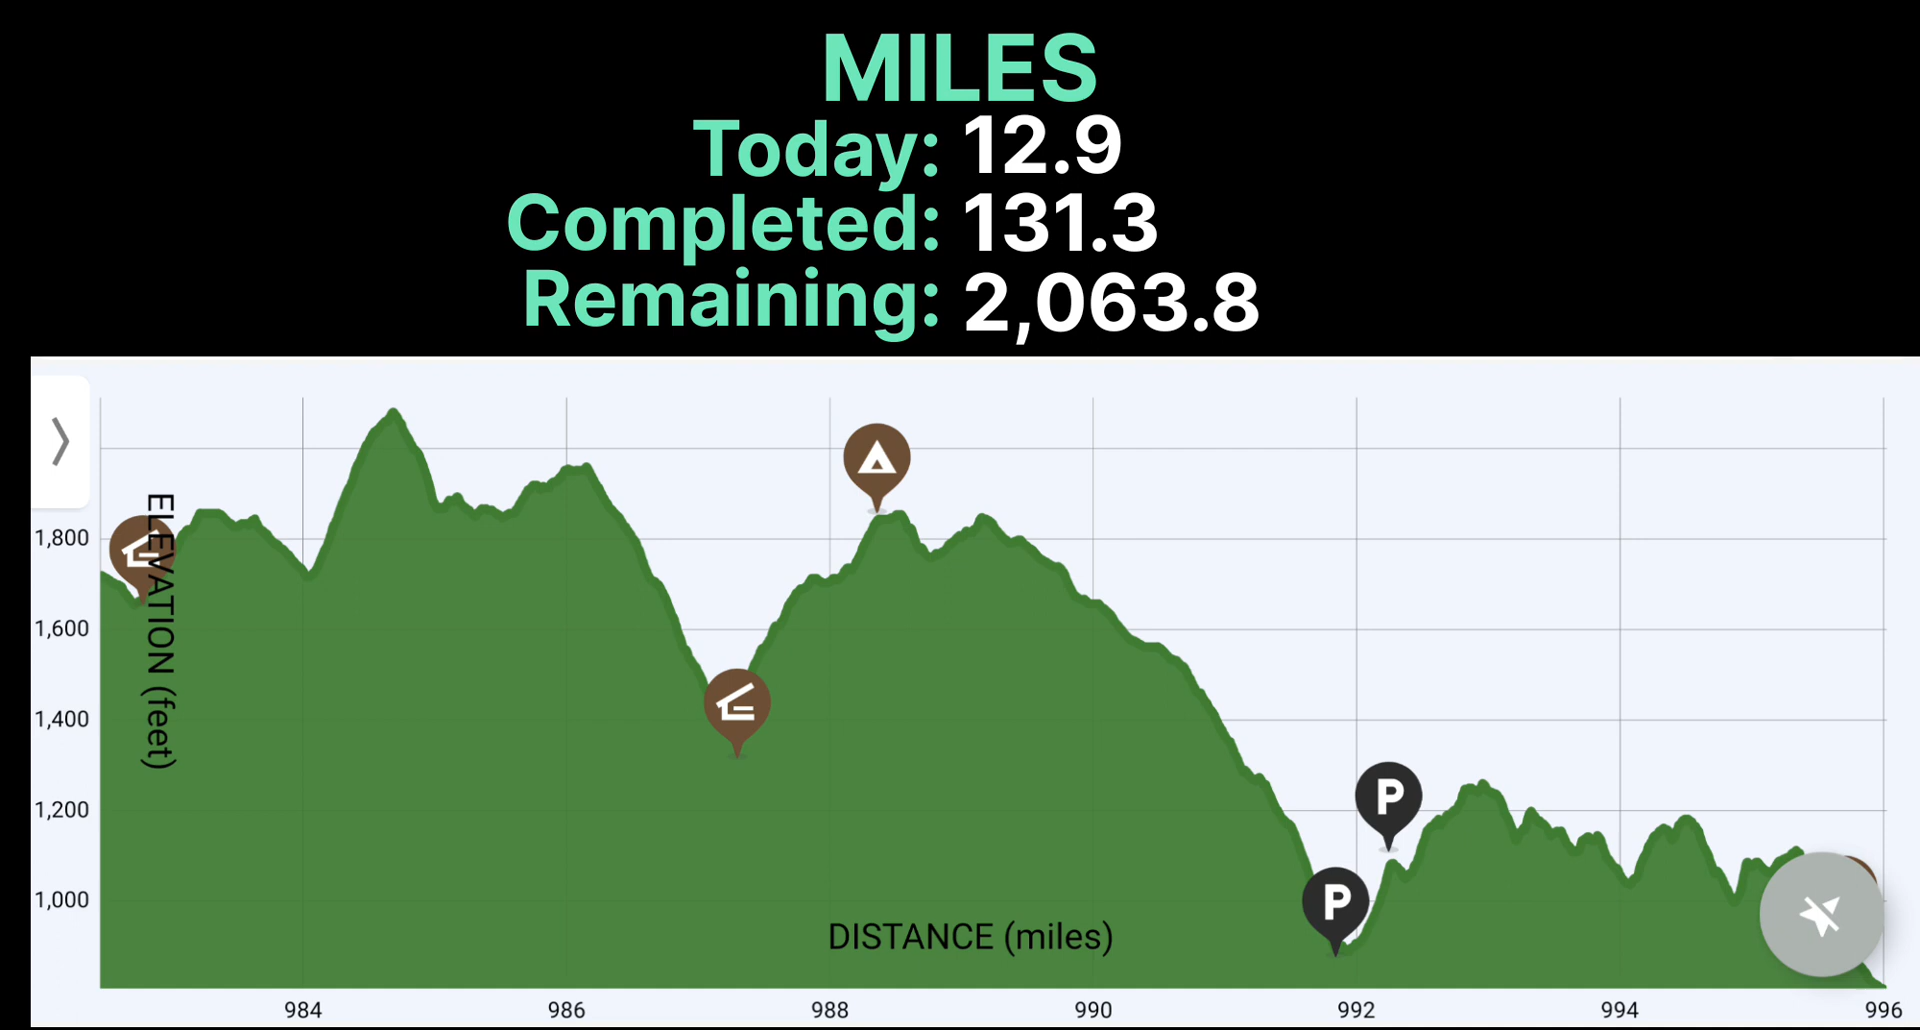 MILES
Today: 12.9
Completed: 131.3
Remaining: 2,063.8
ELEVATION (feet)
1,800
1,600
1,400
1,200
1,000
P
P
DISTANCE (miles)
984 986 988 990 992 994 996